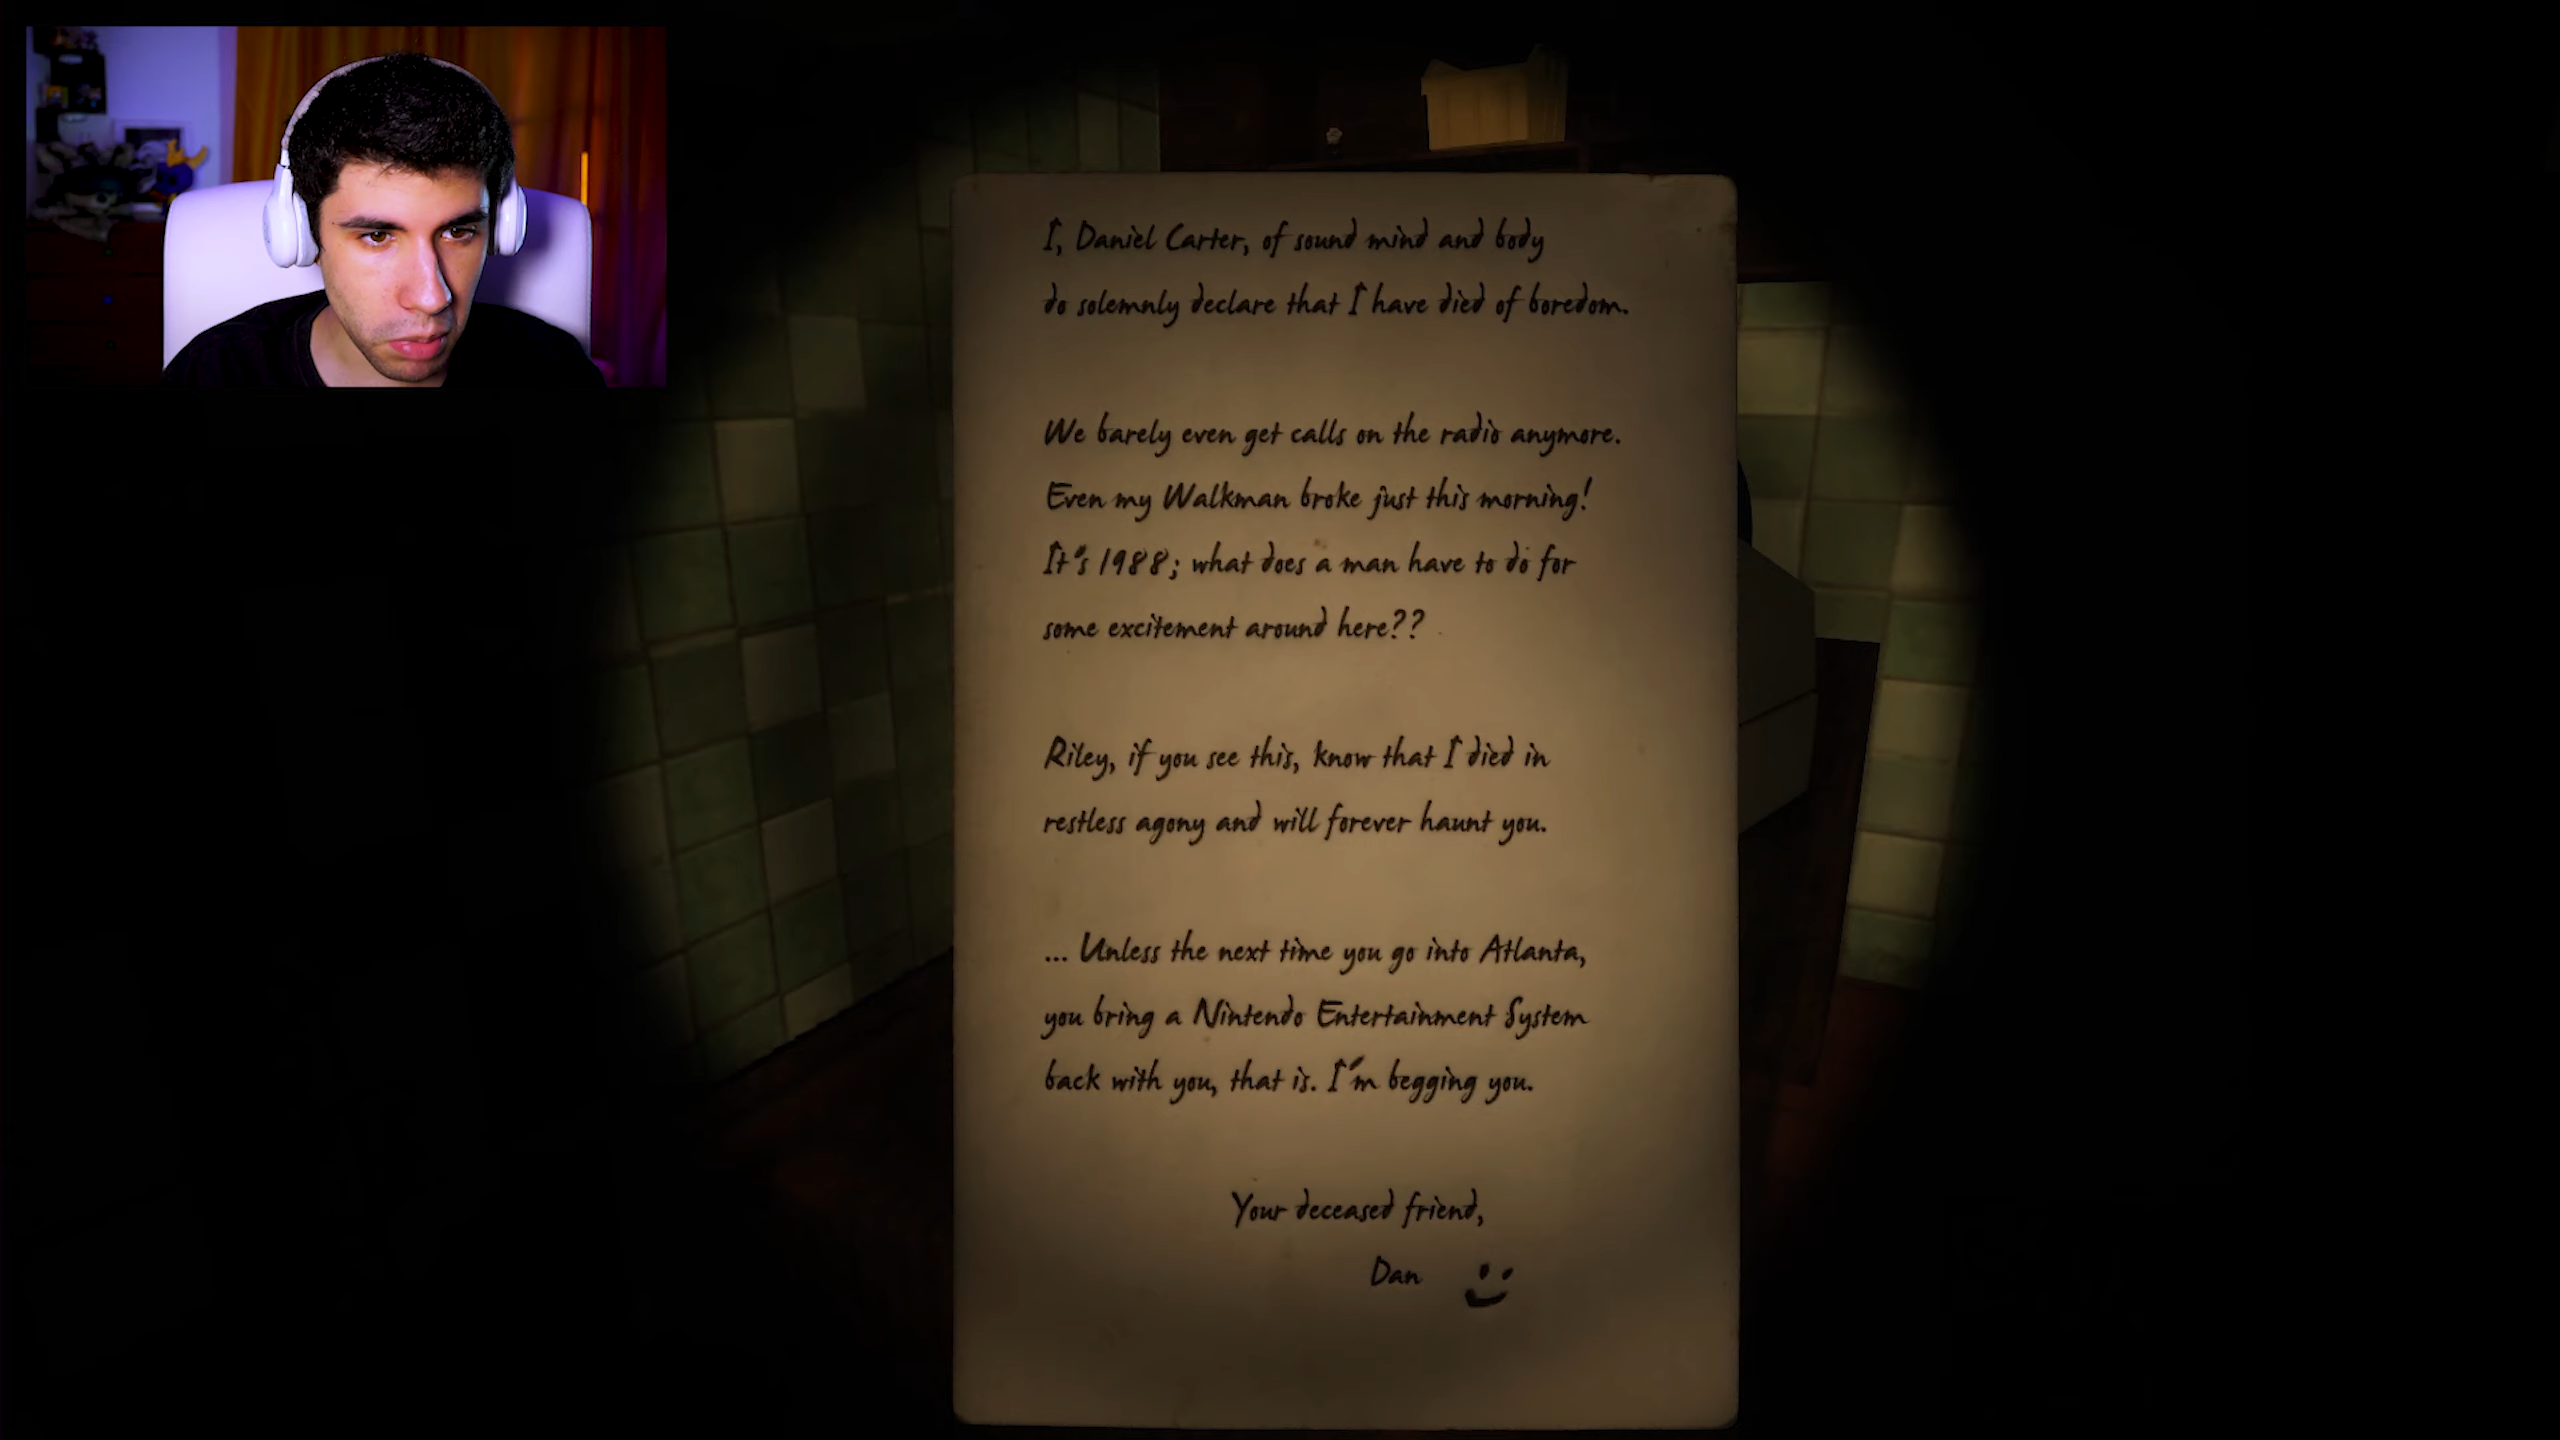 I, Daniel Carter, of sound mind and body
do solemnly declare that I have died of boredom.
We barely even get calls on the radio anymore.
Even my Walkman broke just this morning!
It's 1988; what does a man have to do for
some excitement around here??
Riley, if you see this, know that I died in
restless agony and will forever haunt you.
... Unless the next time you go into Atlanta,
you bring a Nintendo Entertainment System
back with you, that is. I'm begging you.
Your deceased friend,
Dan